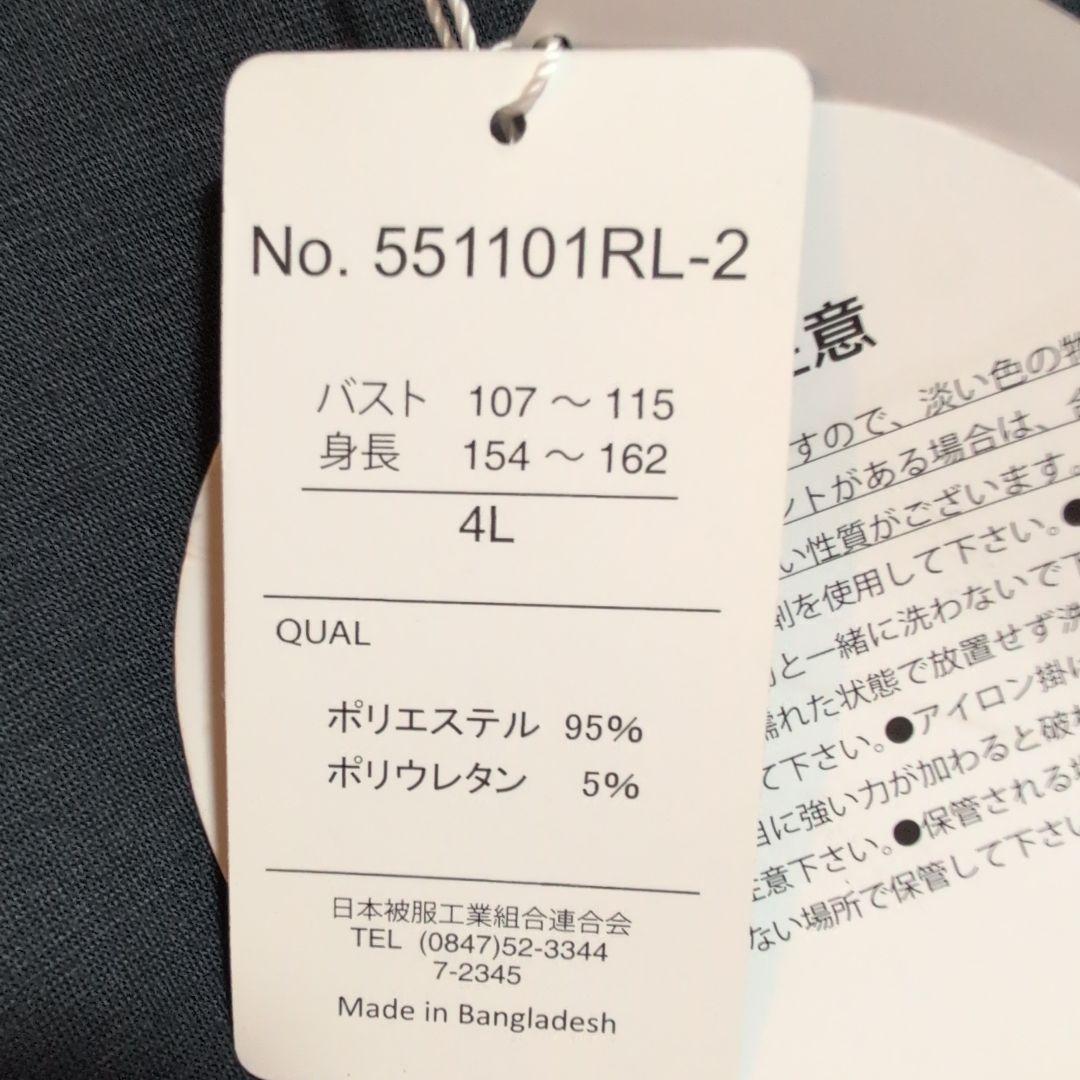 No. 551101RL-2
バスト 107 ～ 115
身長 154 ～ 162
4L
QUAL
ポリエステル 95%
ポリウレタン 5%
日本被服工業組合連合会
TEL (0847)52-3344
7-2345
Made in Bangladesh
意
すので、淡い色の
ントがある場合は、
い性質がございます。
剤を使用して下さい。●
と一緒に洗わないで下
濡れた状態で放置せず洗
て下さい。●アイロン掛け
に強い力が加わると破
意下さい。●保管される場
ない場所で保管して下さい